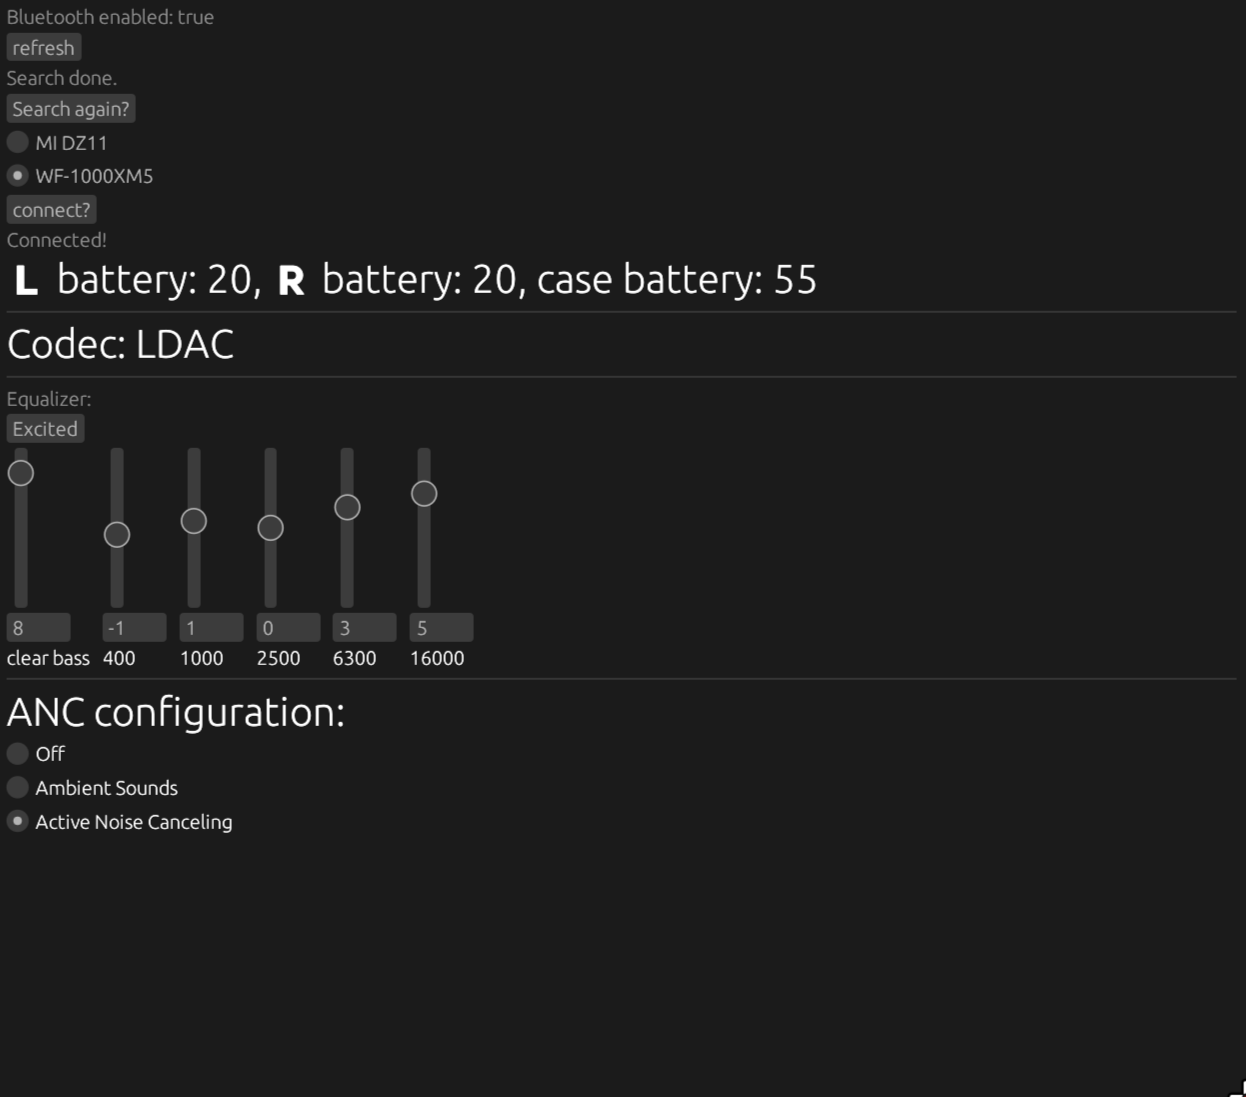 Bluetooth enabled: true
refresh
Search done.
Search again?
MI DZ11
WF-1000XM5
connect?
Connected!
L battery: 20, R battery: 20, case battery: 55
Codec: LDAC
Equalizer:
Excited
8 -1 1 0 3 5
clear bass 400 1000 2500 6300 16000
ANC configuration:
Off
Ambient Sounds
Active Noise Canceling